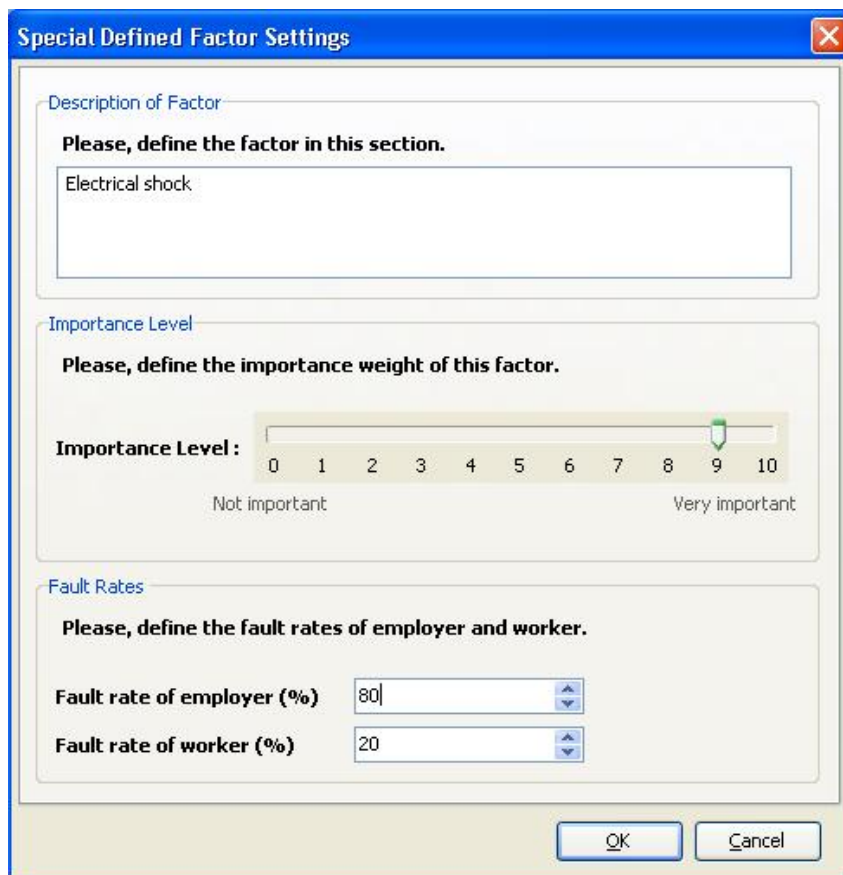 Special Defined Factor Settings
Description of Factor
Please, define the factor in this section.
Electrical shock
Importance Level
Please, define the importance weight of this factor.
Importance Level :
0 1 2 3 4 5 6 7 8 9 10
Not important Very important
Fault Rates
Please, define the fault rates of employer and worker.
Fault rate of employer (%) 80
Fault rate of worker (%) 20
OK Cancel